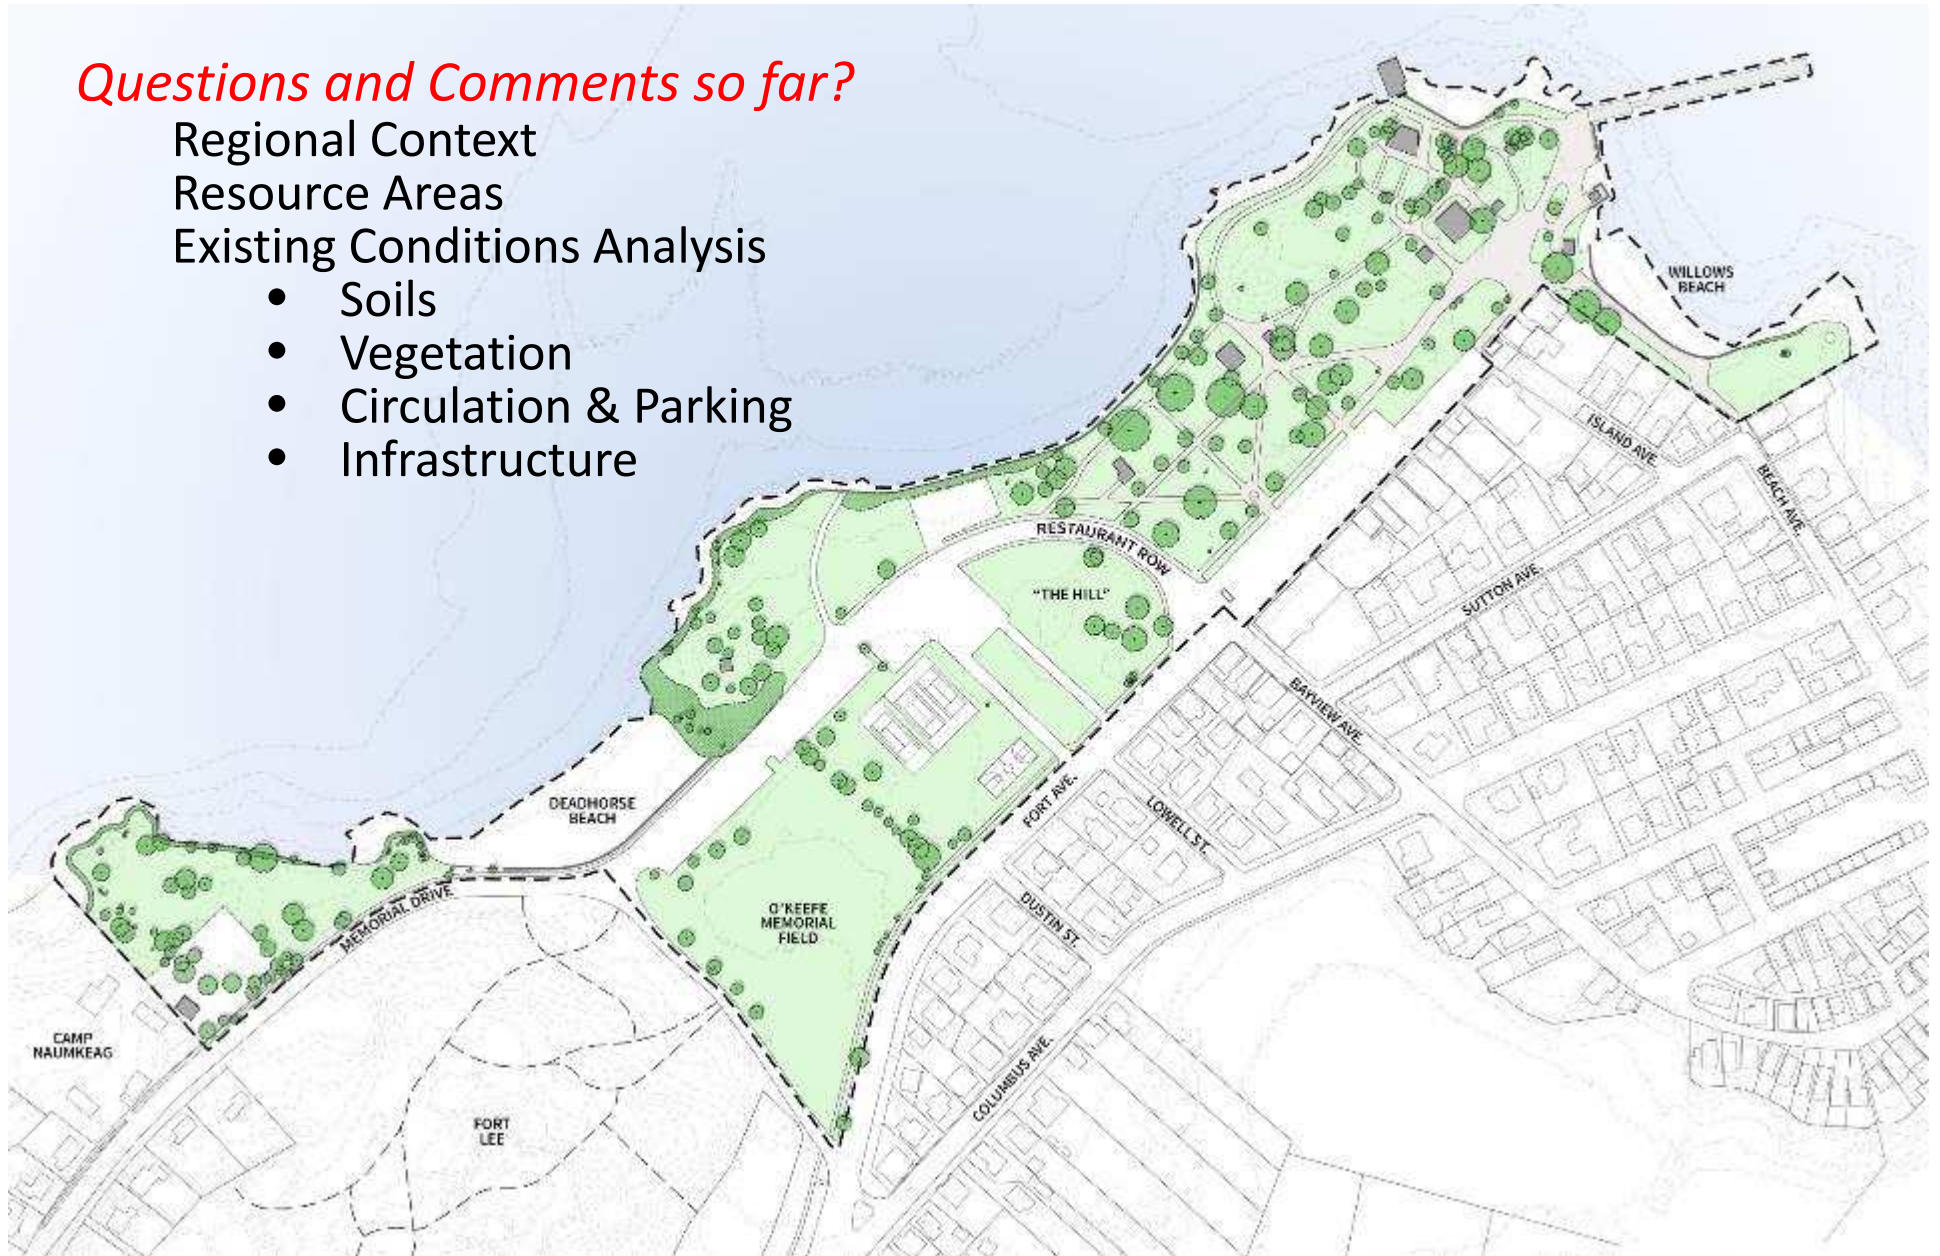 Questions and Comments so far?
Regional Context
Resource Areas
Existing Conditions Analysis
• Soils
• Vegetation
• Circulation & Parking
• Infrastructure
WILLOWS
BEACH
ISLAND AVE.
BEACH AVE.
RESTAURANT ROW
SUTTON AVE.
"THE HILL"
BAYVIEW AVE.
DEADHORSE
BEACH
FORT AVE.
LOWELL ST.
MEMORIAL DRIVE
O'KEEFE
MEMORIAL
FIELD
DUSTIN ST.
CAMP
NAUMKEAG
COLUMBUS AVE.
FORT
LEE